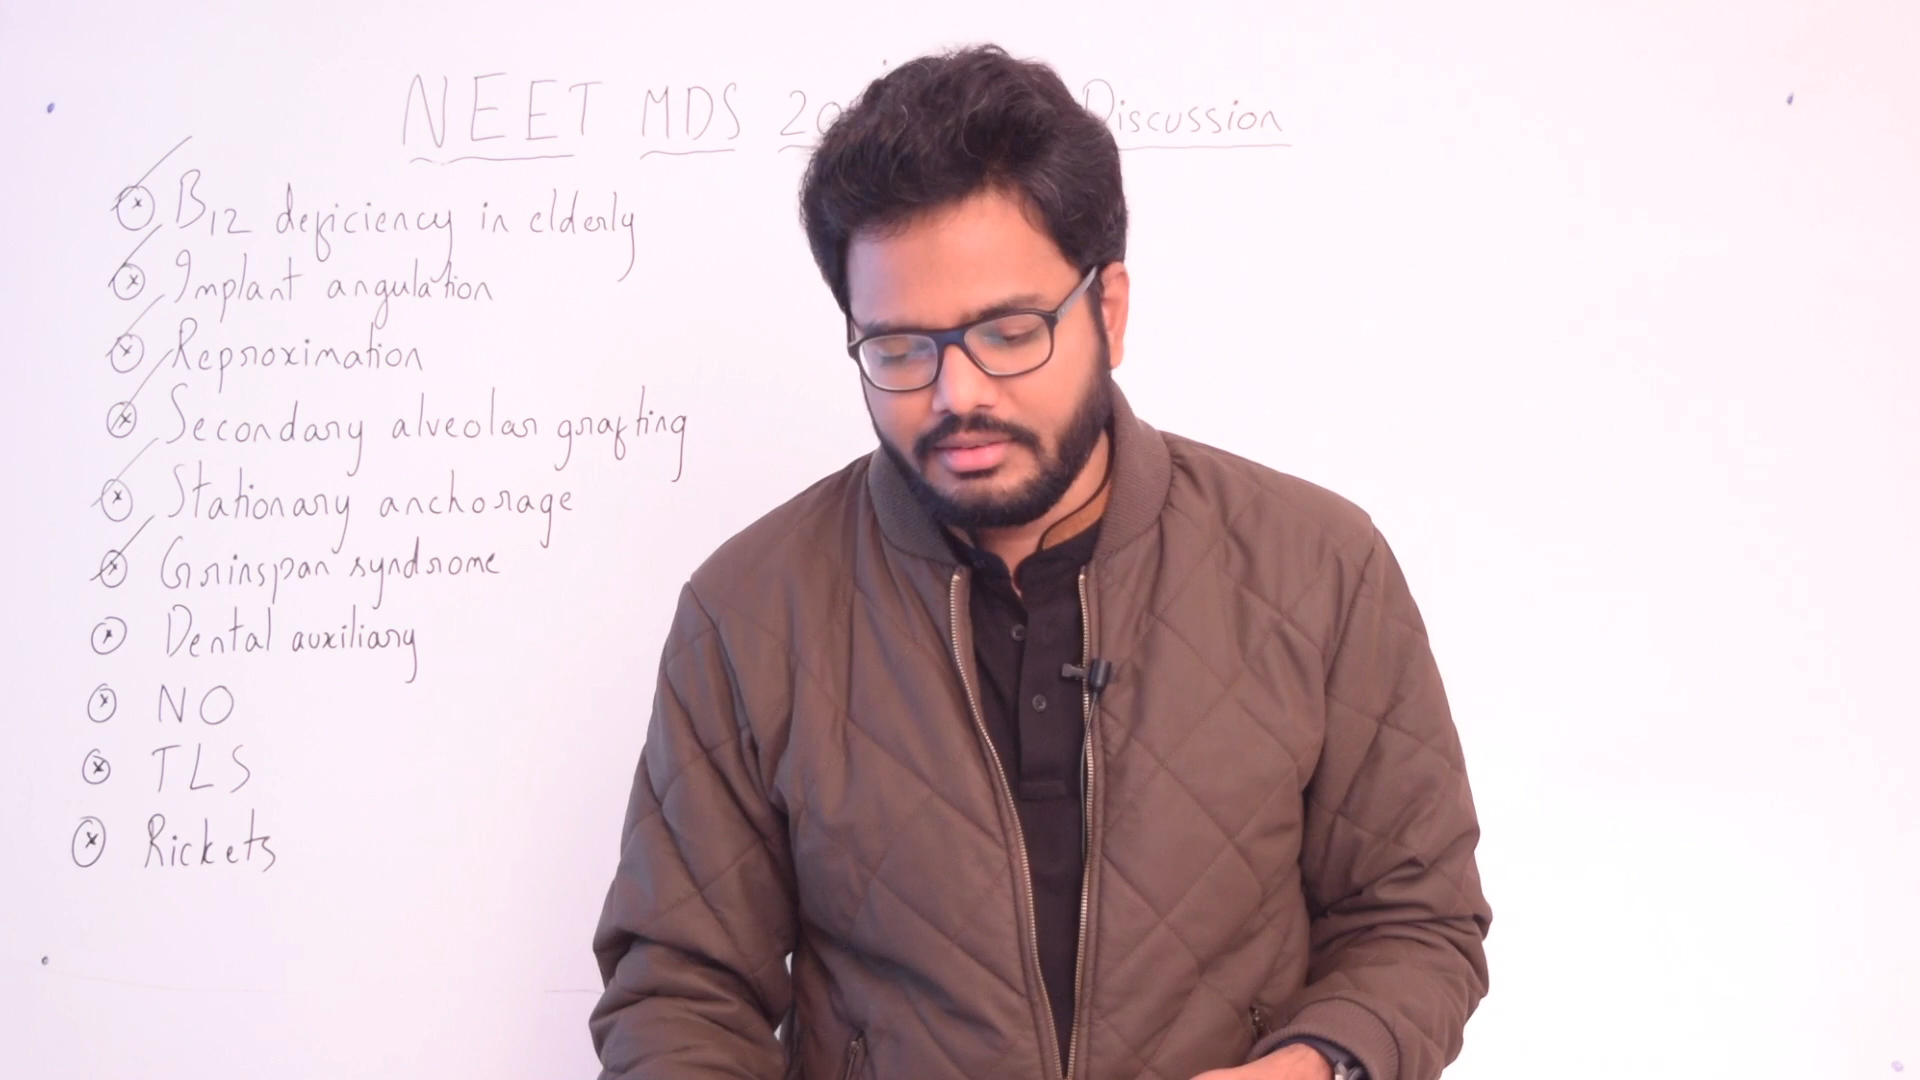 NEET MDS 20 Discussion
B12 deficiency in elderly
Implant angulation
Reproximation
Secondary alveolar grafting
Stationary anchorage
Grinspan syndrome
Dental auxiliary
NO
TLS
Rickets